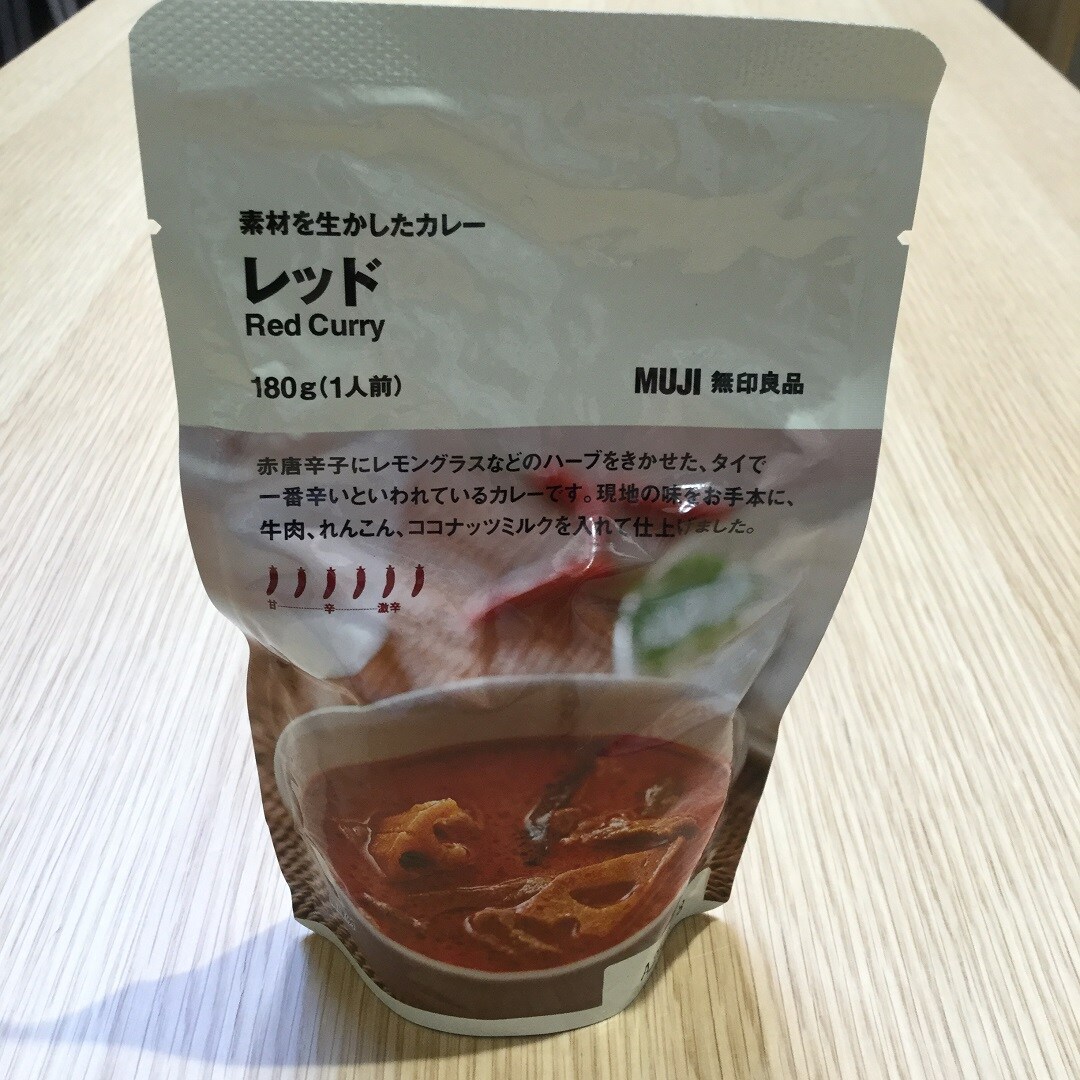 素材を生かしたカレー
レッド
Red Curry
180g(1人前)
MUJI 無印良品
赤唐辛子にレモングラスなどのハーブをきかせた、タイで
一番辛いといわれているカレーです。現地の味をお手本に、
牛肉、れんこん、ココナッツミルクを入れて仕上げました。
甘 辛 激辛